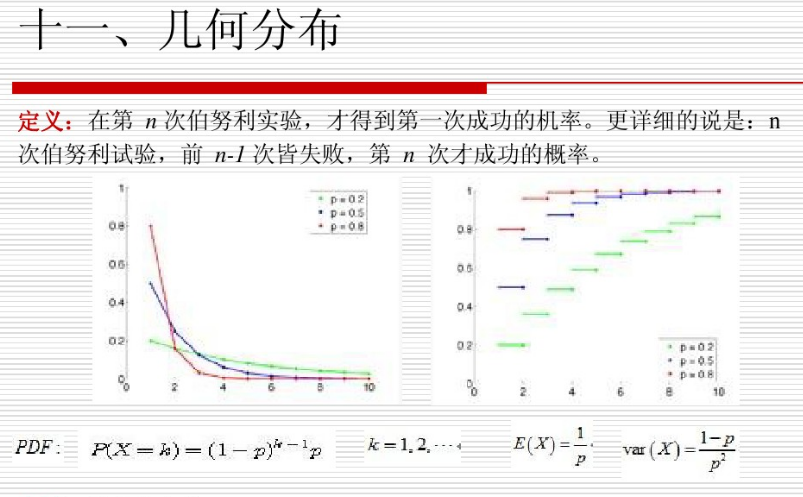 十一、几何分布
定义：在第 n 次伯努利实验，才得到第一次成功的机率。更详细的说是：n
次伯努利试验，前 n-1 次皆失败，第 n 次才成功的概率。
1
0.8
0.6
0.4
0.2
0
0 2 4 6 8 10
p = 0.2
p = 0.5
p = 0.8
1
0.8
0.6
0.4
0.2
0
0 2 4 6 8 10
p = 0.2
p = 0.5
p = 0.8
PDF: P(X = k) = (1 − p)^{k−1}p k = 1, 2, ⋯ E(X) = 1/p var(X) = (1−p)/p²